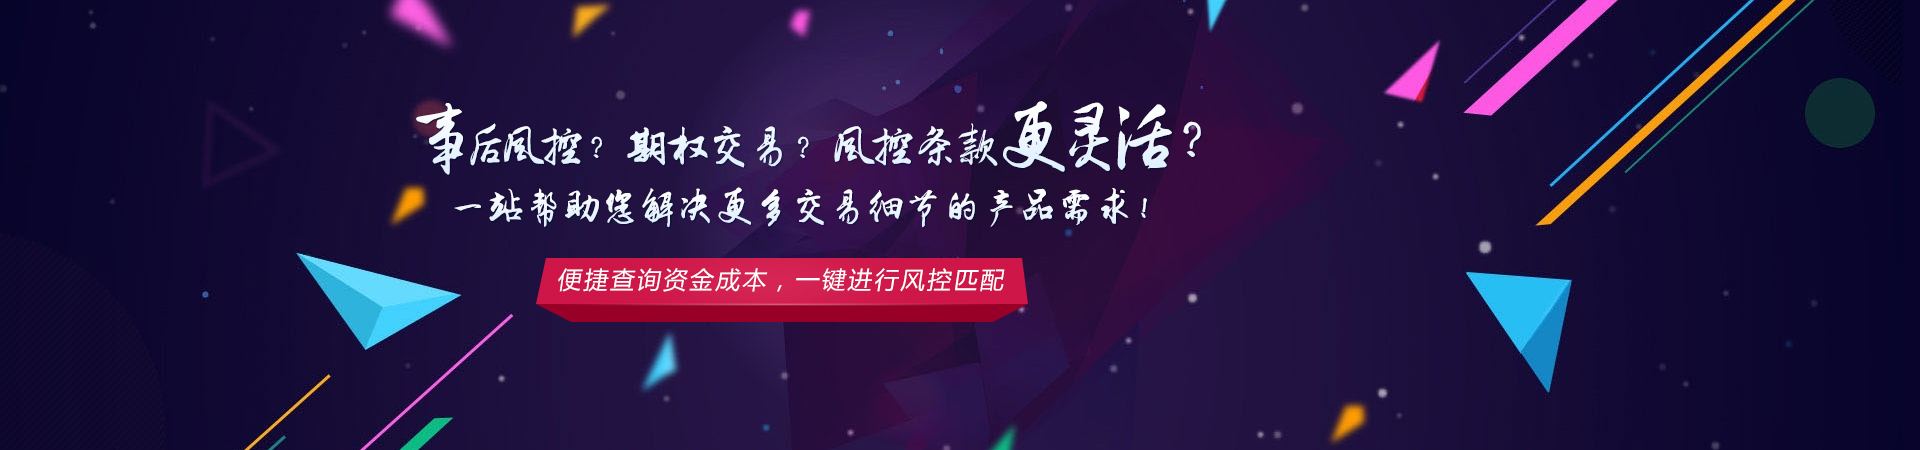 事后风控？期权交易？风控条款更灵活？
一站帮助您解决更多交易细节的产品需求！
便捷查询资金成本，一键进行风控匹配